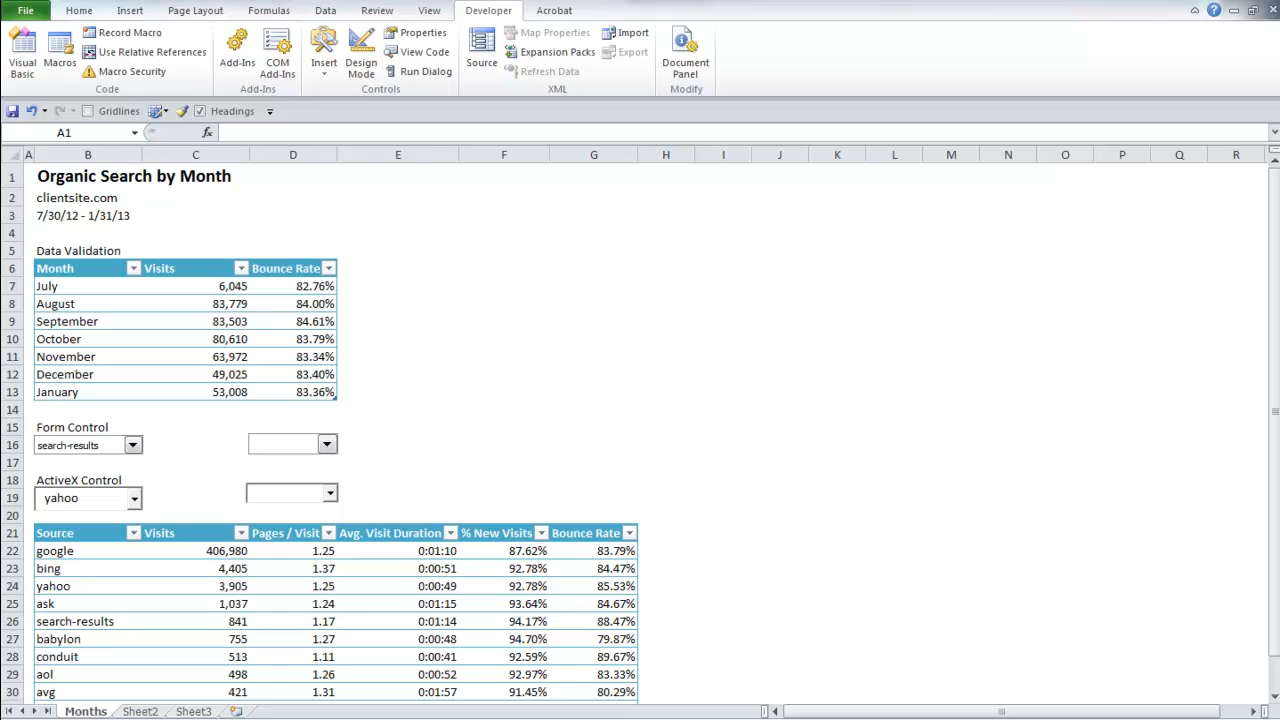 File Home Insert Page Layout Formulas Data Review View Developer Acrobat
Visual Basic Macros Record Macro Use Relative References Macro Security Code
Add-Ins COM Add-Ins Add-Ins
Insert Design Mode Properties View Code Run Dialog Controls
Source Map Properties Expansion Packs Refresh Data Import Export XML
Document Panel Modify
Gridlines Headings
A1 fx
A B C D E F G H I J K L M N O P Q R
1 Organic Search by Month
2 clientsite.com
3 7/30/12 - 1/31/13
4
5 Data Validation
6 Month Visits Bounce Rate
7 July 6,045 82.76%
8 August 83,779 84.00%
9 September 83,503 84.61%
10 October 80,610 83.79%
11 November 63,972 83.34%
12 December 49,025 83.40%
13 January 53,008 83.36%
14
15 Form Control
16 search-results
17
18 ActiveX Control
19 yahoo
20
21 Source Visits Pages / Visit Avg. Visit Duration % New Visits Bounce Rate
22 google 406,980 1.25 0:01:10 87.62% 83.79%
23 bing 4,405 1.37 0:00:51 92.78% 84.47%
24 yahoo 3,905 1.25 0:00:49 92.78% 85.53%
25 ask 1,037 1.24 0:01:15 93.64% 84.67%
26 search-results 841 1.17 0:01:14 94.17% 88.47%
27 babylon 755 1.27 0:00:48 94.70% 79.87%
28 conduit 513 1.11 0:00:41 92.59% 89.67%
29 aol 498 1.26 0:00:52 92.97% 83.33%
30 avg 421 1.31 0:01:57 91.45% 80.29%
Months Sheet2 Sheet3